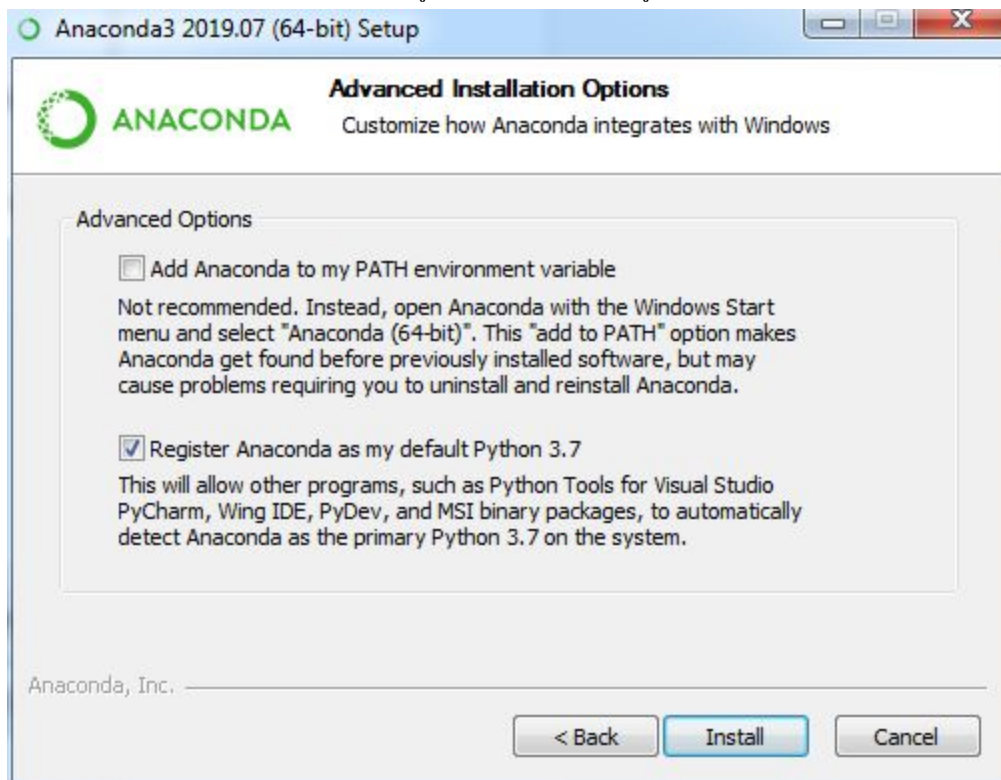 Anaconda3 2019.07 (64-bit) Setup
ANACONDA
Advanced Installation Options
Customize how Anaconda integrates with Windows
Advanced Options
Add Anaconda to my PATH environment variable
Not recommended. Instead, open Anaconda with the Windows Start
menu and select "Anaconda (64-bit)". This "add to PATH" option makes
Anaconda get found before previously installed software, but may
cause problems requiring you to uninstall and reinstall Anaconda.
Register Anaconda as my default Python 3.7
This will allow other programs, such as Python Tools for Visual Studio
PyCharm, Wing IDE, PyDev, and MSI binary packages, to automatically
detect Anaconda as the primary Python 3.7 on the system.
Anaconda, Inc.
< Back
Install
Cancel